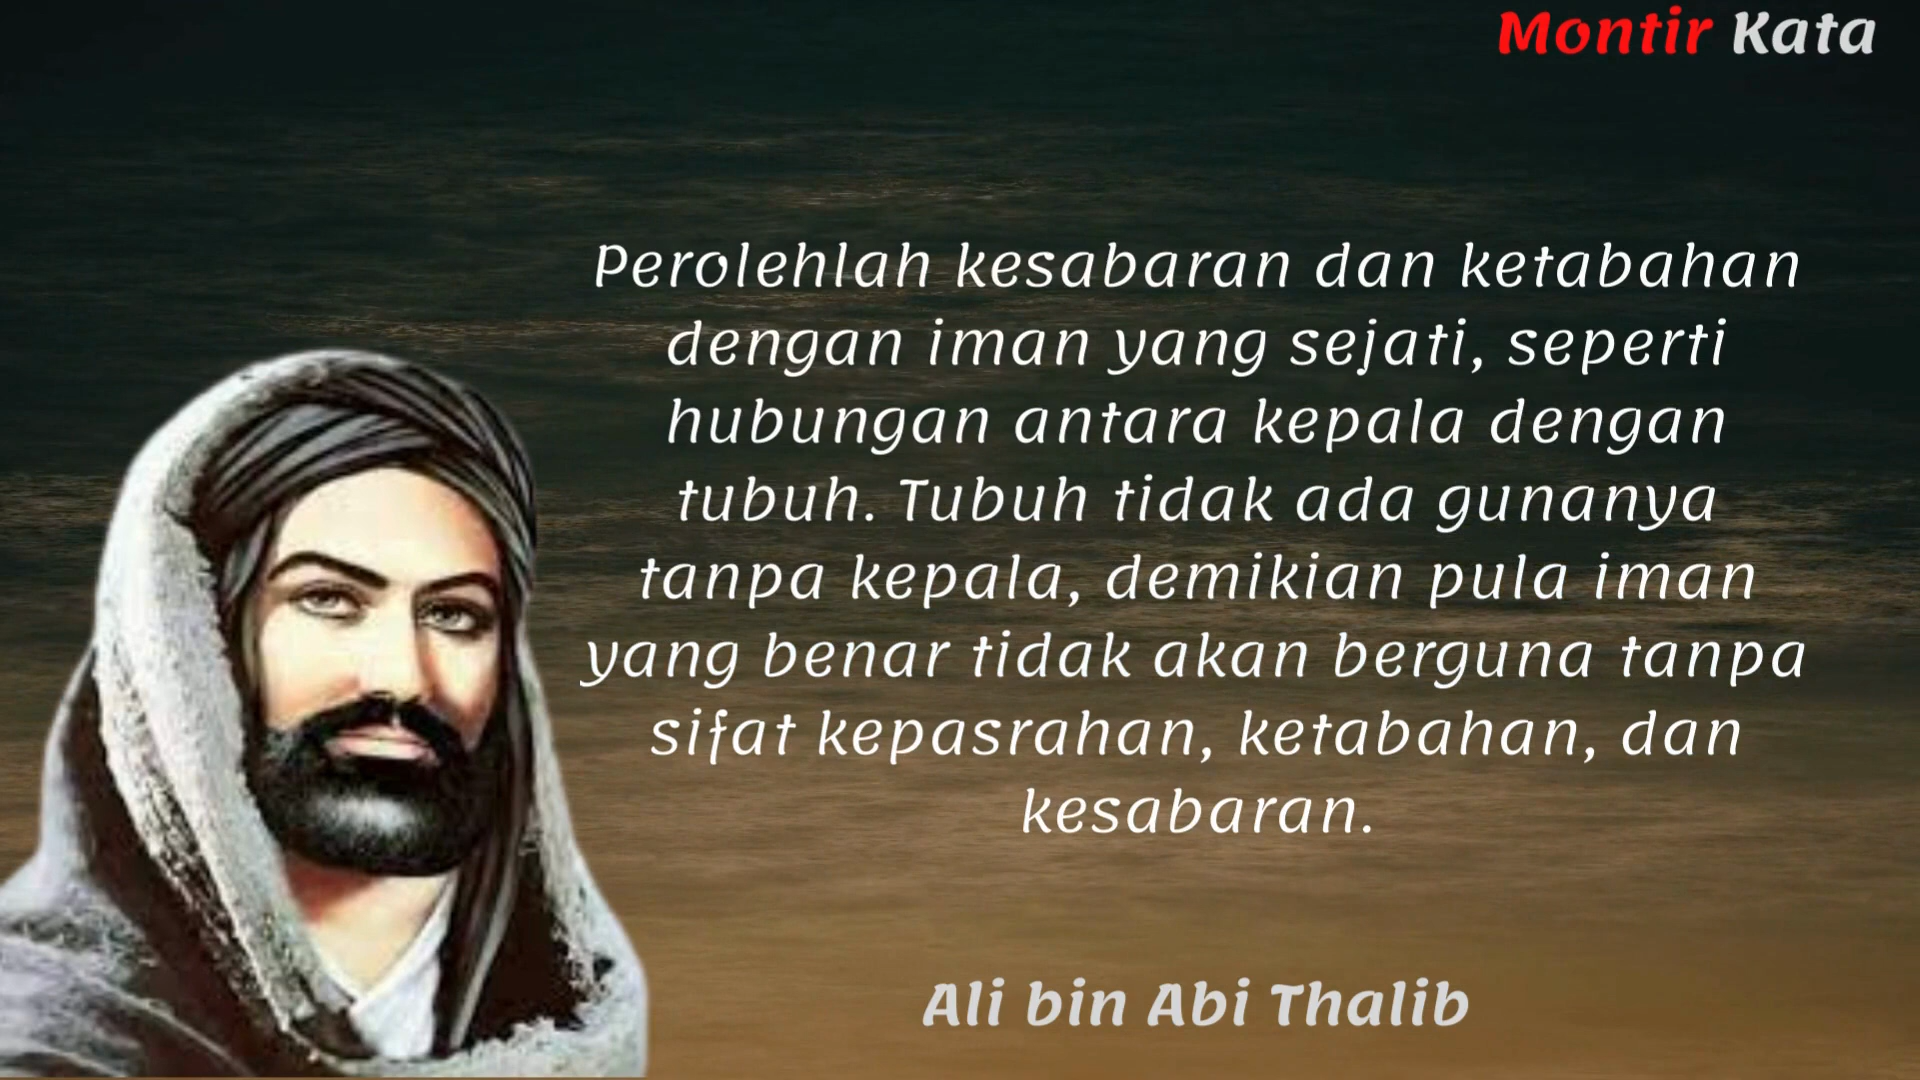 Montir Kata
Perolehlah kesabaran dan ketabahan
dengan iman yang sejati, seperti
hubungan antara kepala dengan
tubuh. Tubuh tidak ada gunanya
tanpa kepala, demikian pula iman
yang benar tidak akan berguna tanpa
sifat kepasrahan, ketabahan, dan
kesabaran.
Ali bin Abi Thalib